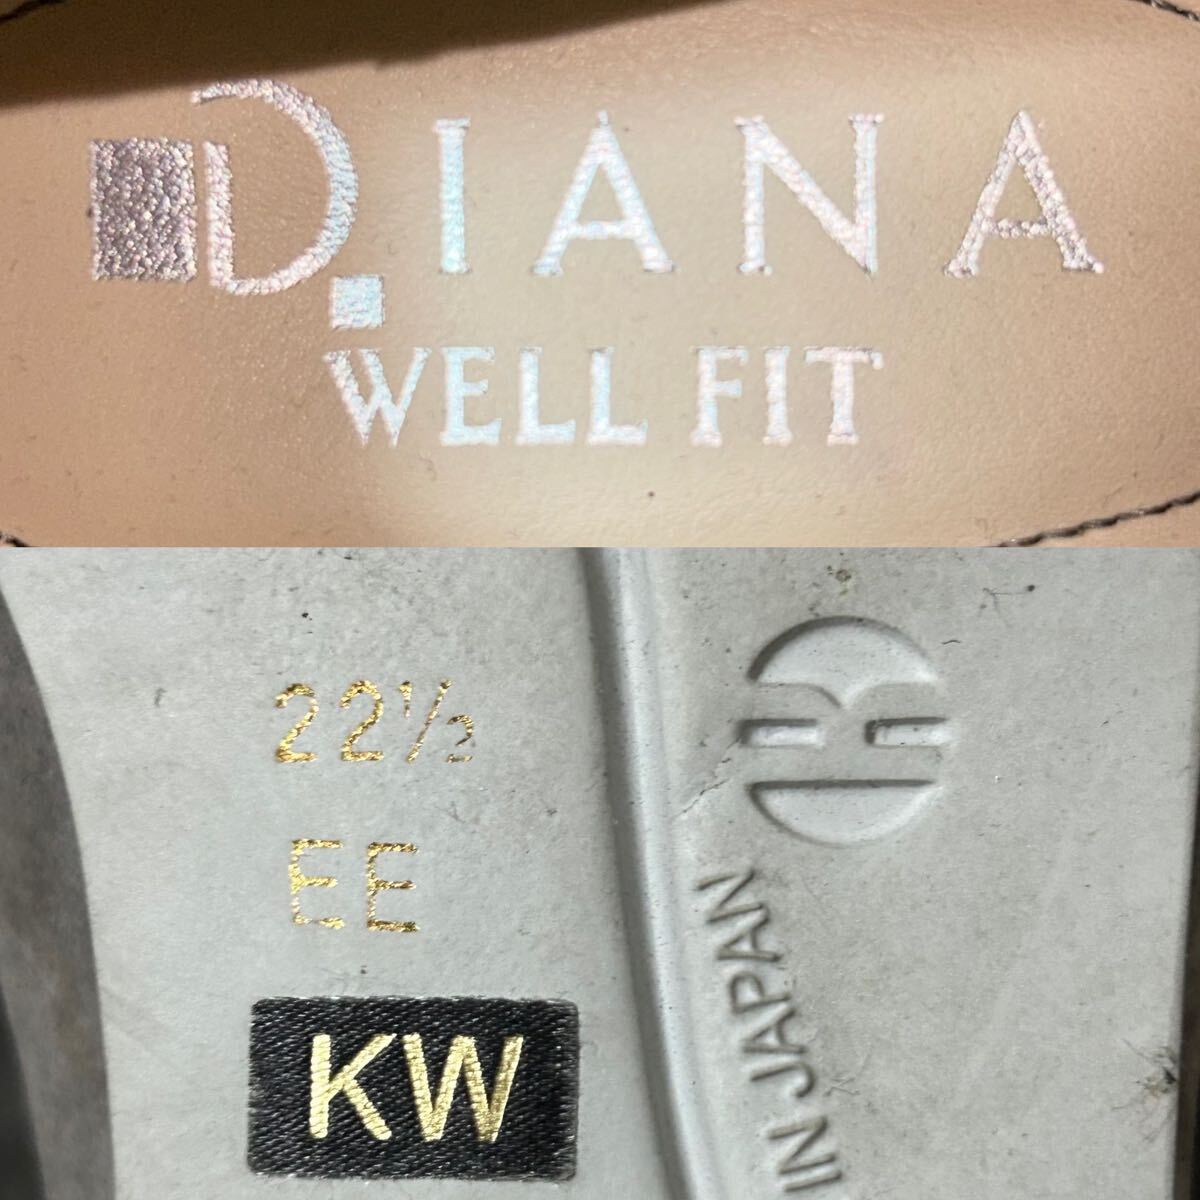 DIANA
WELL FIT
22½
EE
KW
IN JAPAN